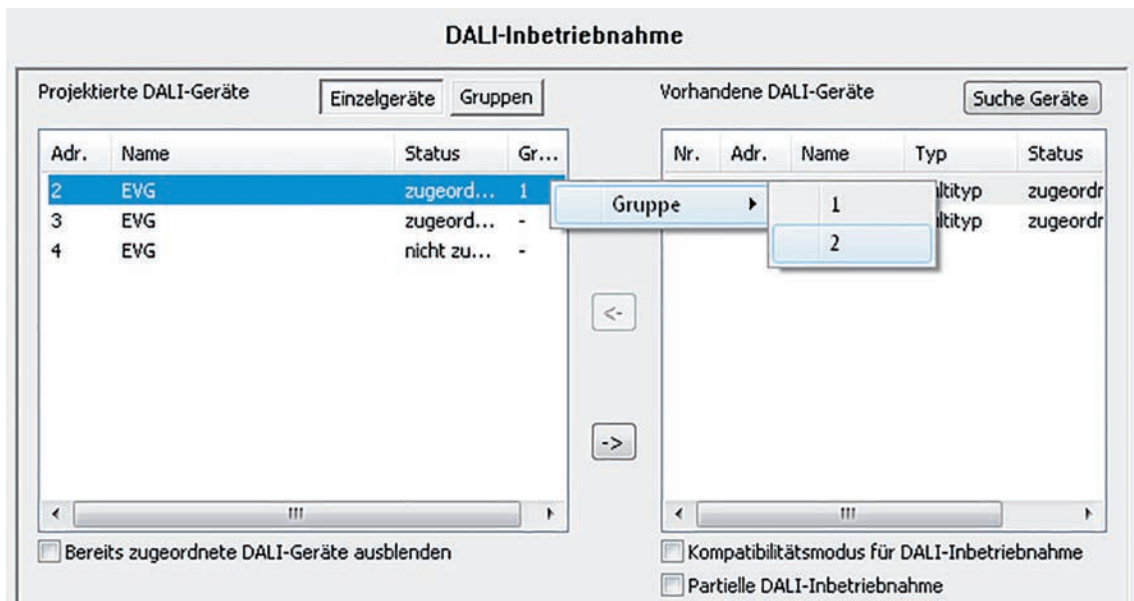 DALI-Inbetriebnahme
Projektierte DALI-Geräte Einzelgeräte Gruppen
Adr. Name Status Gr...
2 EVG zugeord... 1
3 EVG zugeord... -
4 EVG nicht zu... -
Bereits zugeordnete DALI-Geräte ausblenden
Gruppe
1
2
<-
->
Vorhandene DALI-Geräte Suche Geräte
Nr. Adr. Name Typ Status
ltityp zugeordr
ltityp zugeordr
Kompatibilitätsmodus für DALI-Inbetriebnahme
Partielle DALI-Inbetriebnahme